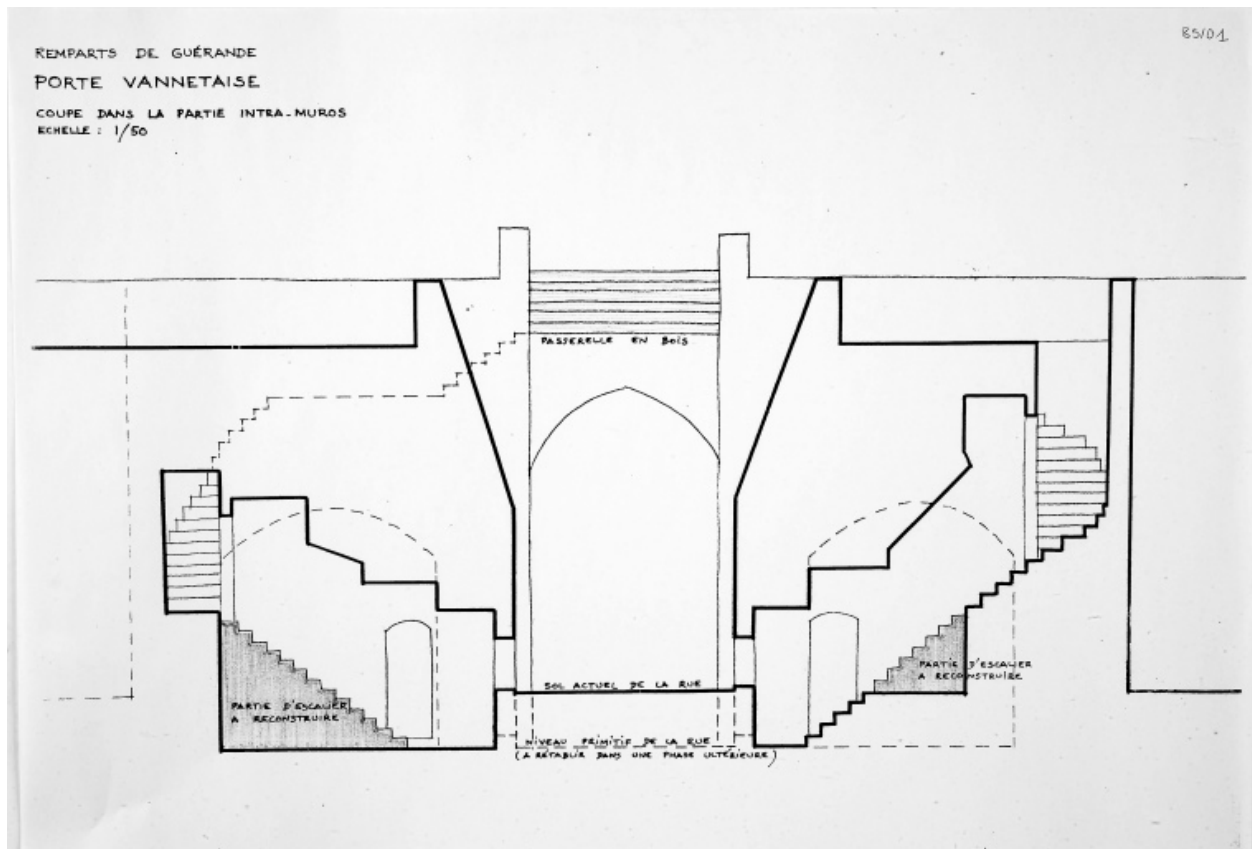 85/01
REMPARTS DE GUÉRANDE
PORTE VANNETAISE
COUPE DANS LA PARTIE INTRA-MUROS
ECHELLE : 1/50
PASSERELLE EN BOIS
PARTIE D'ESCALIER
A RECONSTRUIRE
SOL ACTUEL DE LA RUE
PARTIE D'ESCALIER
A RECONSTRUIRE
NIVEAU PRIMITIF DE LA RUE
(A RÉTABLIR DANS UNE PHASE ULTÉRIEURE)